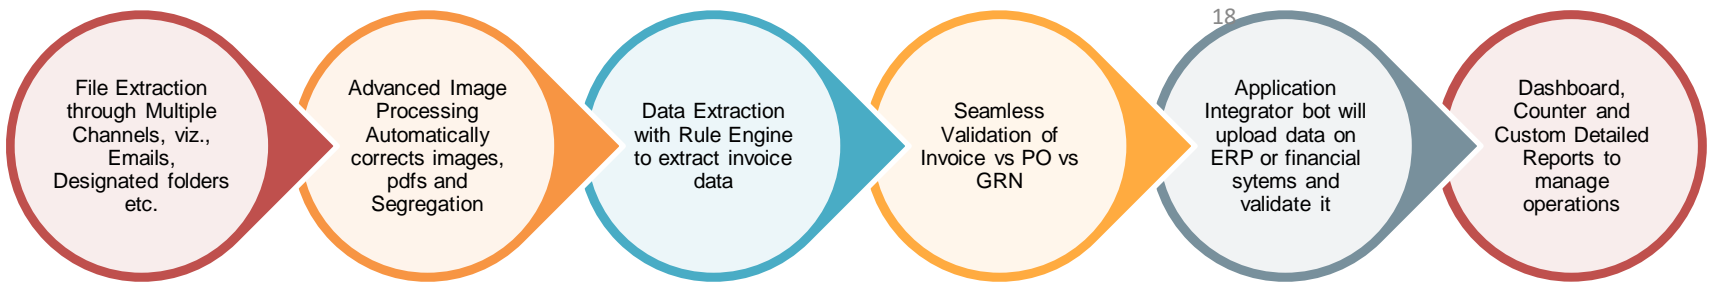 18
File Extraction
through Multiple
Channels, viz.,
Emails,
Designated folders
etc.
Advanced Image
Processing
Automatically
corrects images,
pdfs and
Segregation
Data Extraction
with Rule Engine
to extract invoice
data
Seamless
Validation of
Invoice vs PO vs
GRN
Application
Integrator bot will
upload data on
ERP or financial
sytems and
validate it
Dashboard,
Counter and
Custom Detailed
Reports to
manage
operations